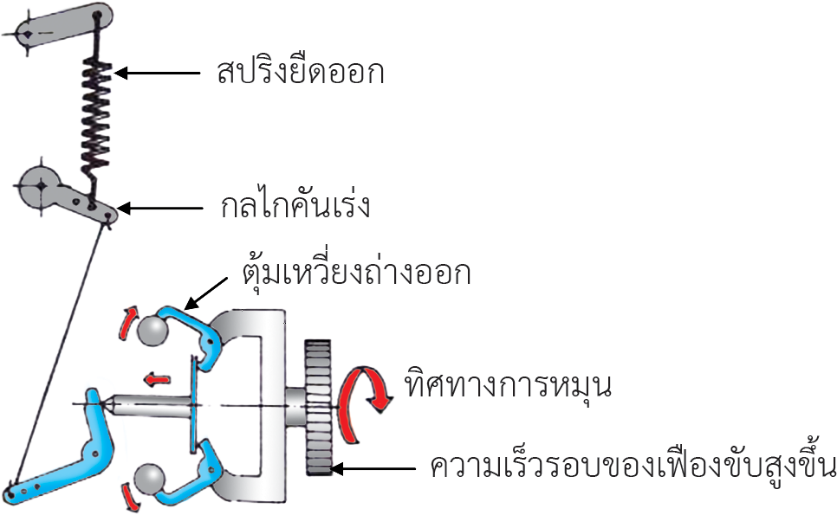 สปริงยืดออก
กลไกคันเร่ง
ตุ้มเหวี่ยงถ่างออก
ทิศทางการหมุน
ความเร็วรอบของเฟืองขับสูงขึ้น